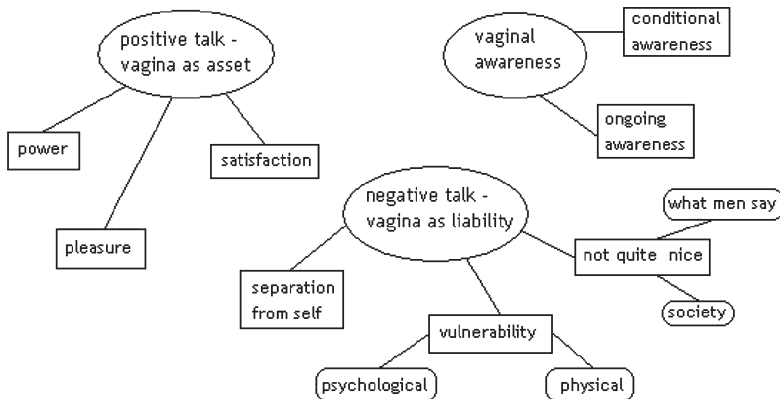 positive talk -
vagina as asset
power
pleasure
satisfaction
vaginal
awareness
conditional
awareness
ongoing
awareness
negative talk -
vagina as liability
separation
from self
vulnerability
psychological
physical
not quite nice
what men say
society